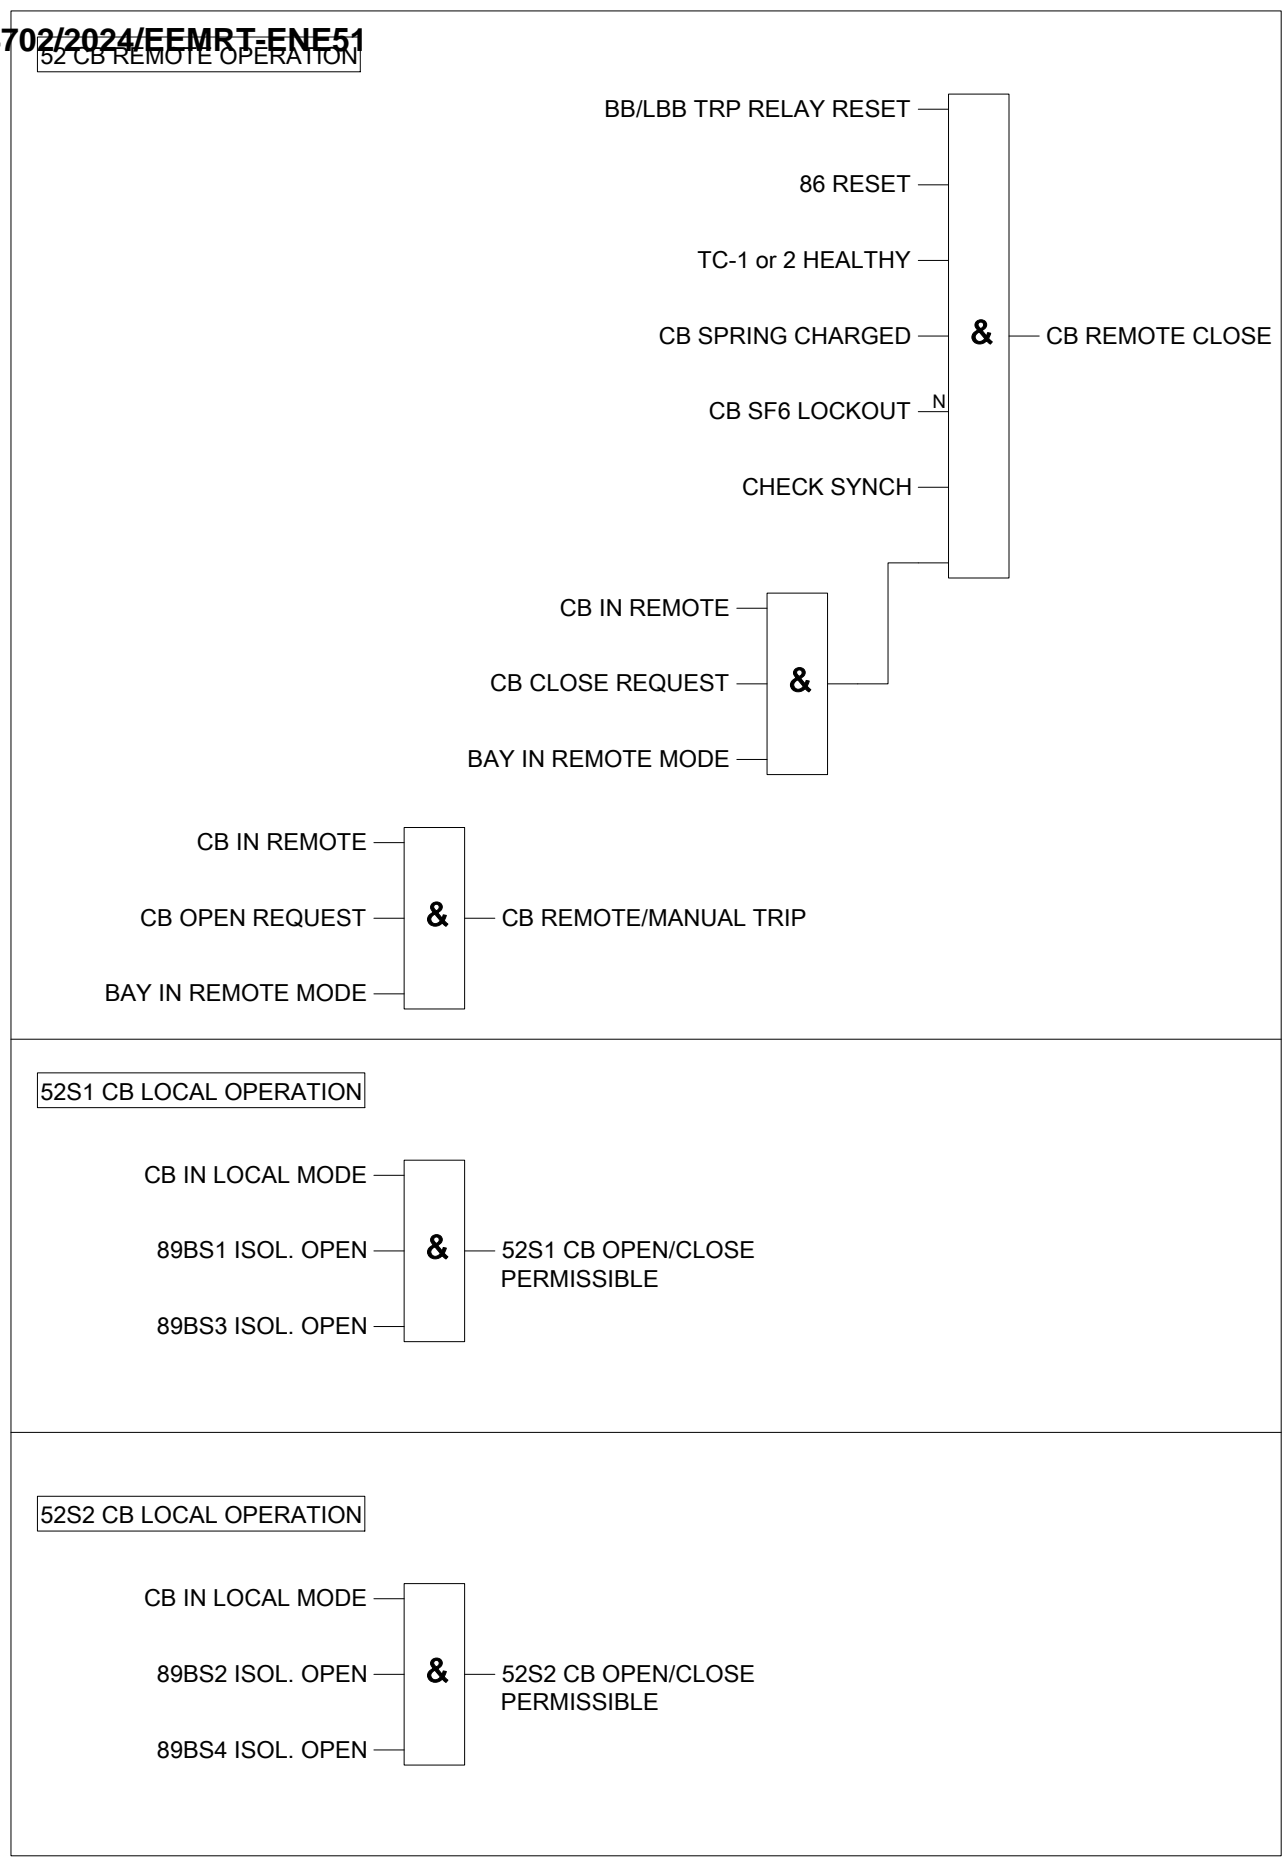 702/2024/EEMRT-ENE51
52 CB REMOTE OPERATION
BB/LBB TRP RELAY RESET
86 RESET
TC-1 or 2 HEALTHY
CB SPRING CHARGED
&
CB REMOTE CLOSE
CB SF6 LOCKOUT
N
CHECK SYNCH
CB IN REMOTE
CB CLOSE REQUEST
&
BAY IN REMOTE MODE
CB IN REMOTE
CB OPEN REQUEST
&
CB REMOTE/MANUAL TRIP
BAY IN REMOTE MODE
52S1 CB LOCAL OPERATION
CB IN LOCAL MODE
89BS1 ISOL. OPEN
&
52S1 CB OPEN/CLOSE
PERMISSIBLE
89BS3 ISOL. OPEN
52S2 CB LOCAL OPERATION
CB IN LOCAL MODE
89BS2 ISOL. OPEN
&
52S2 CB OPEN/CLOSE
PERMISSIBLE
89BS4 ISOL. OPEN